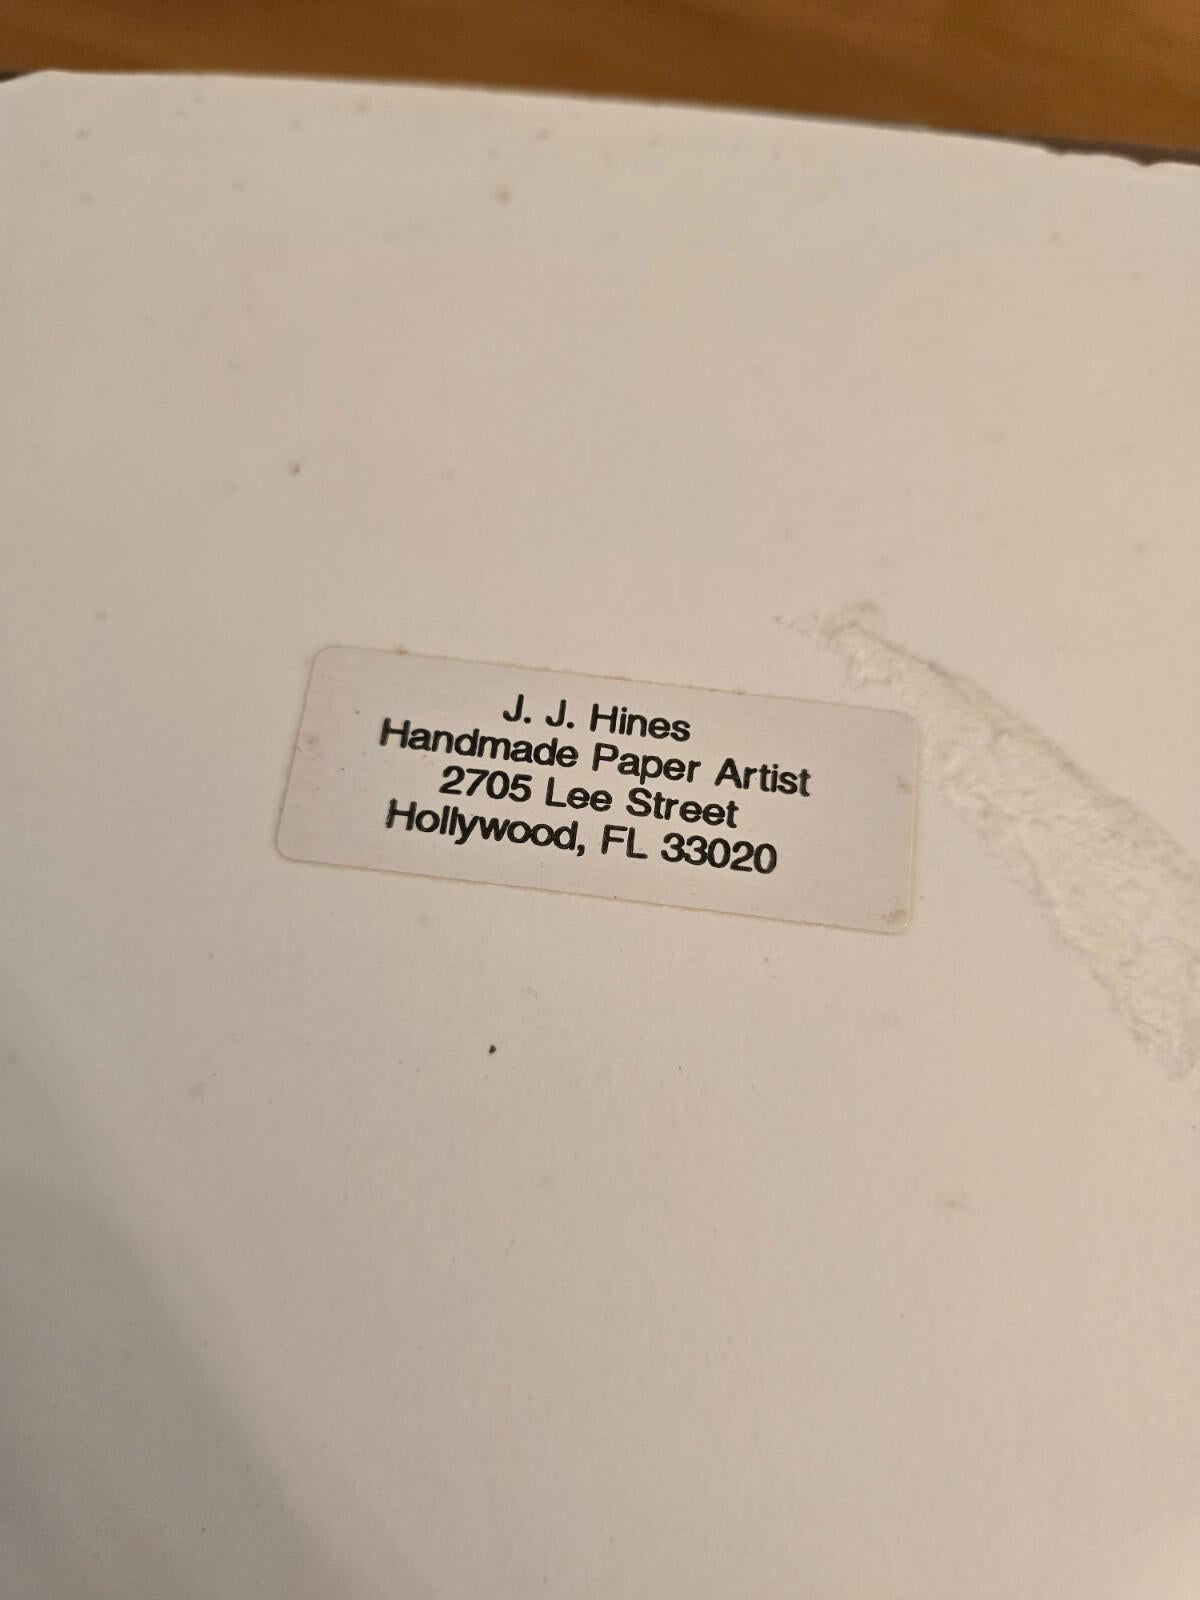 J. J. Hines
Handmade Paper Artist
2705 Lee Street
Hollywood, FL 33020